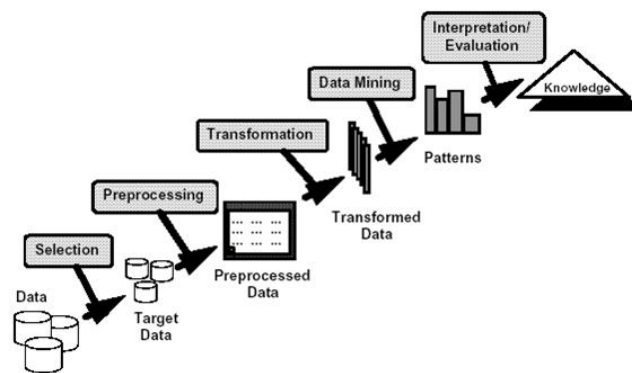 Interpretation/
Evaluation
Data Mining
Knowledge
Transformation
Patterns
Preprocessing
Transformed
Data
Selection
Preprocessed
Data
Data
Target
Data